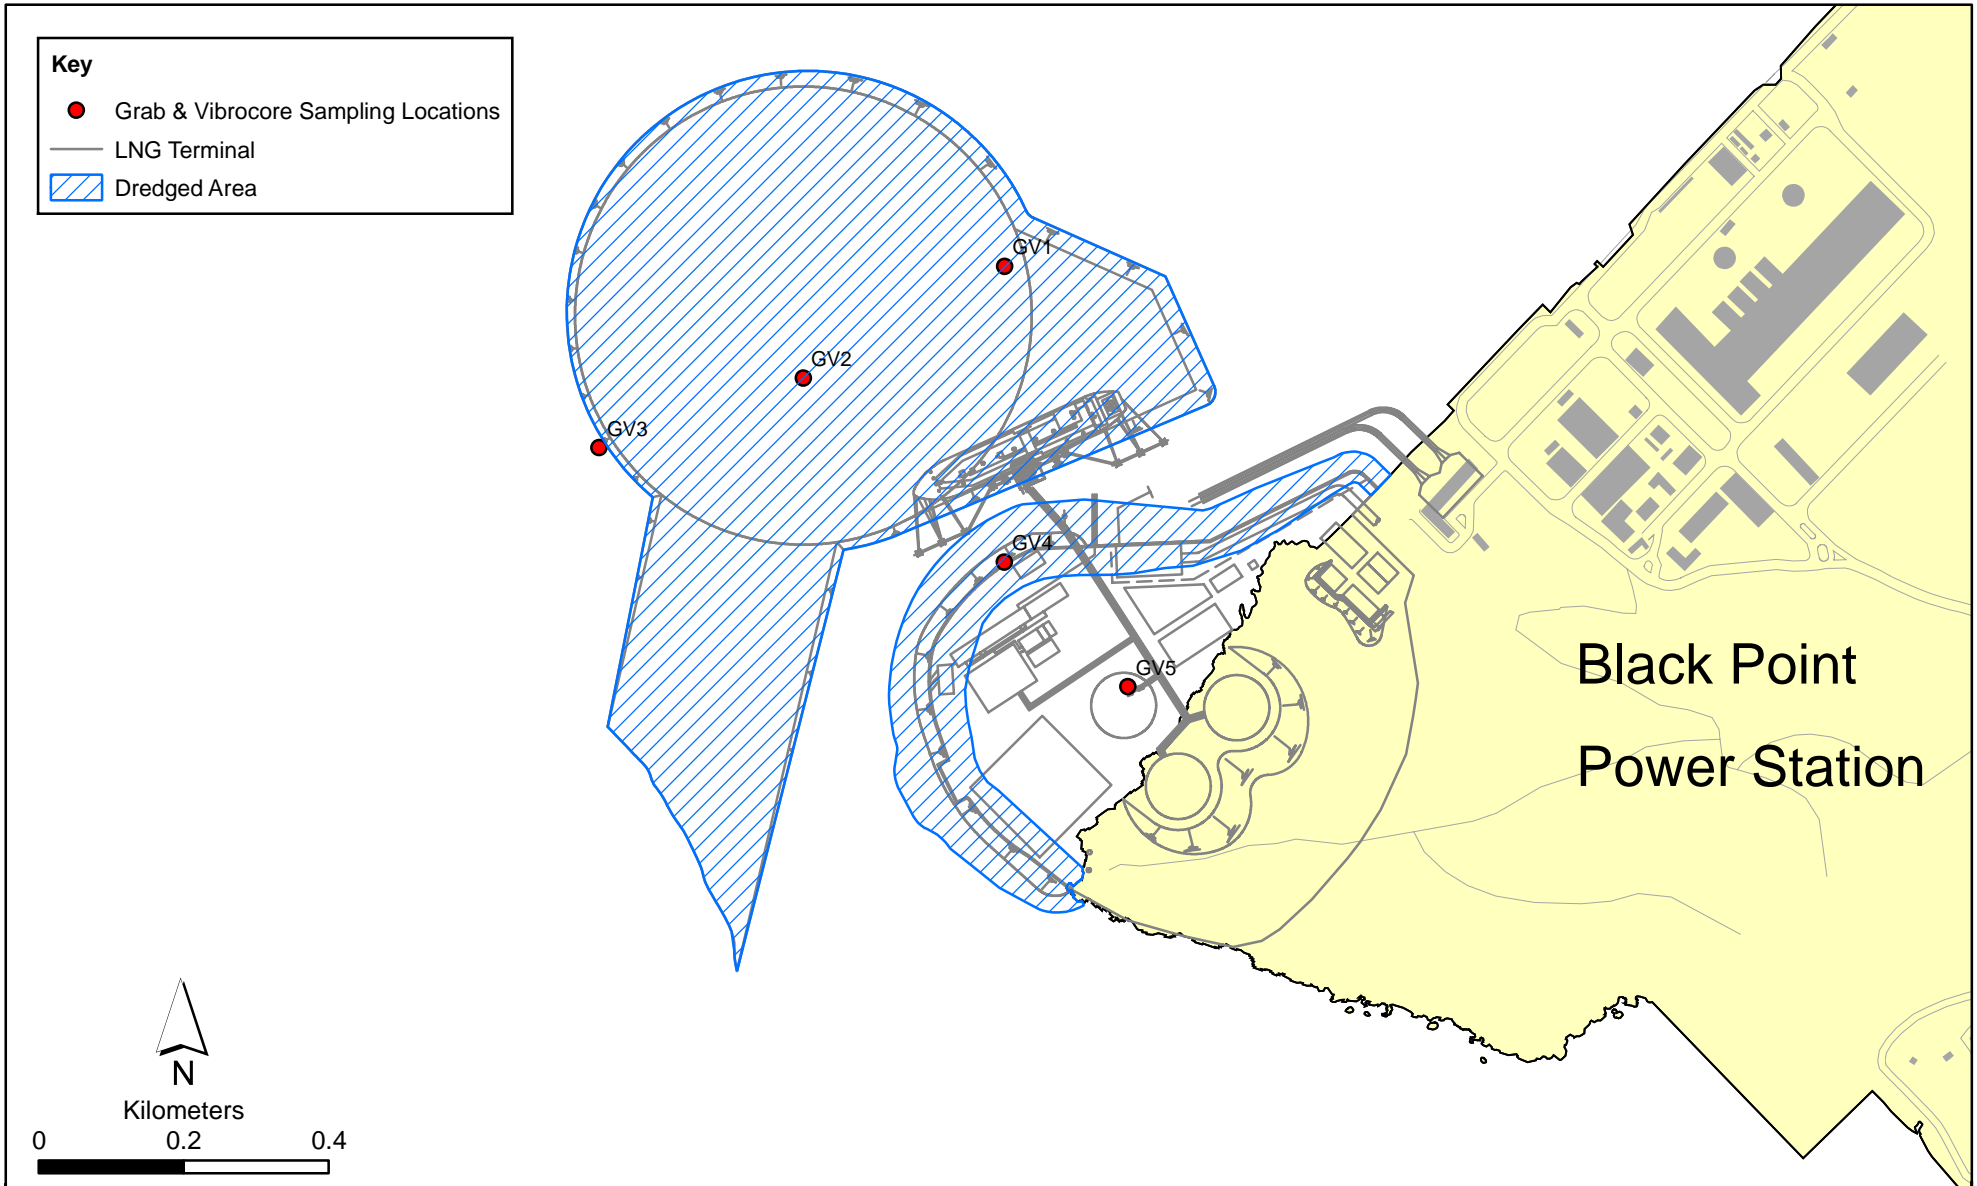 Key
Grab & Vibrocore Sampling Locations
LNG Terminal
Dredged Area
GV1
GV2
GV3
GV4
GV5
Black Point
Power Station
N
Kilometers
0 0.2 0.4